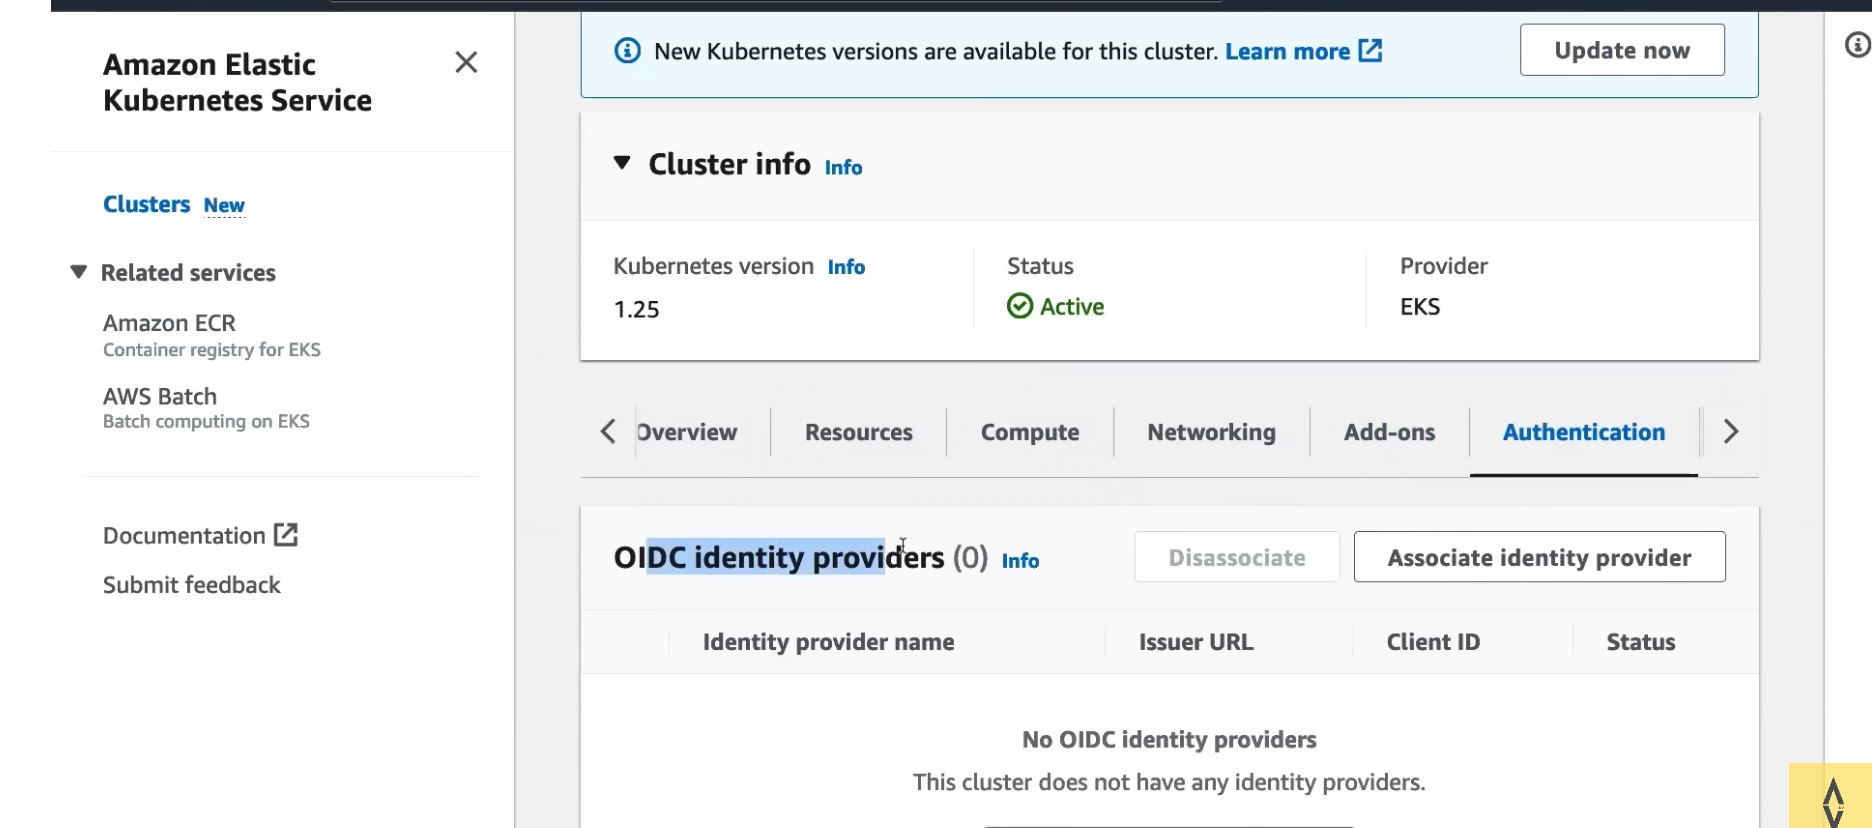 Amazon Elastic
Kubernetes Service
Clusters New
Related services
Amazon ECR
Container registry for EKS
AWS Batch
Batch computing on EKS
Documentation
Submit feedback
New Kubernetes versions are available for this cluster. Learn more
Update now
Cluster info Info
Kubernetes version Info
1.25
Status
Active
Provider
EKS
Overview Resources Compute Networking Add-ons Authentication
OIDC identity providers (0) Info
Disassociate Associate identity provider
Identity provider name Issuer URL Client ID Status
No OIDC identity providers
This cluster does not have any identity providers.